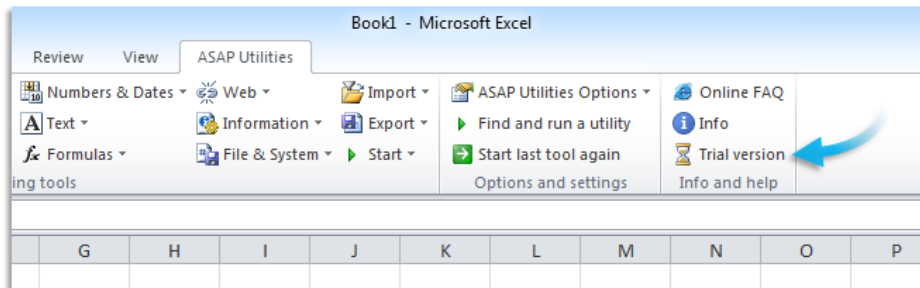 Book1 - Microsoft Excel
Review View ASAP Utilities
Numbers & Dates Web Import ASAP Utilities Options Online FAQ
Text Information Export Find and run a utility Info
Formulas File & System Start Start last tool again Trial version
ing tools Options and settings Info and help
G H I J K L M N O P